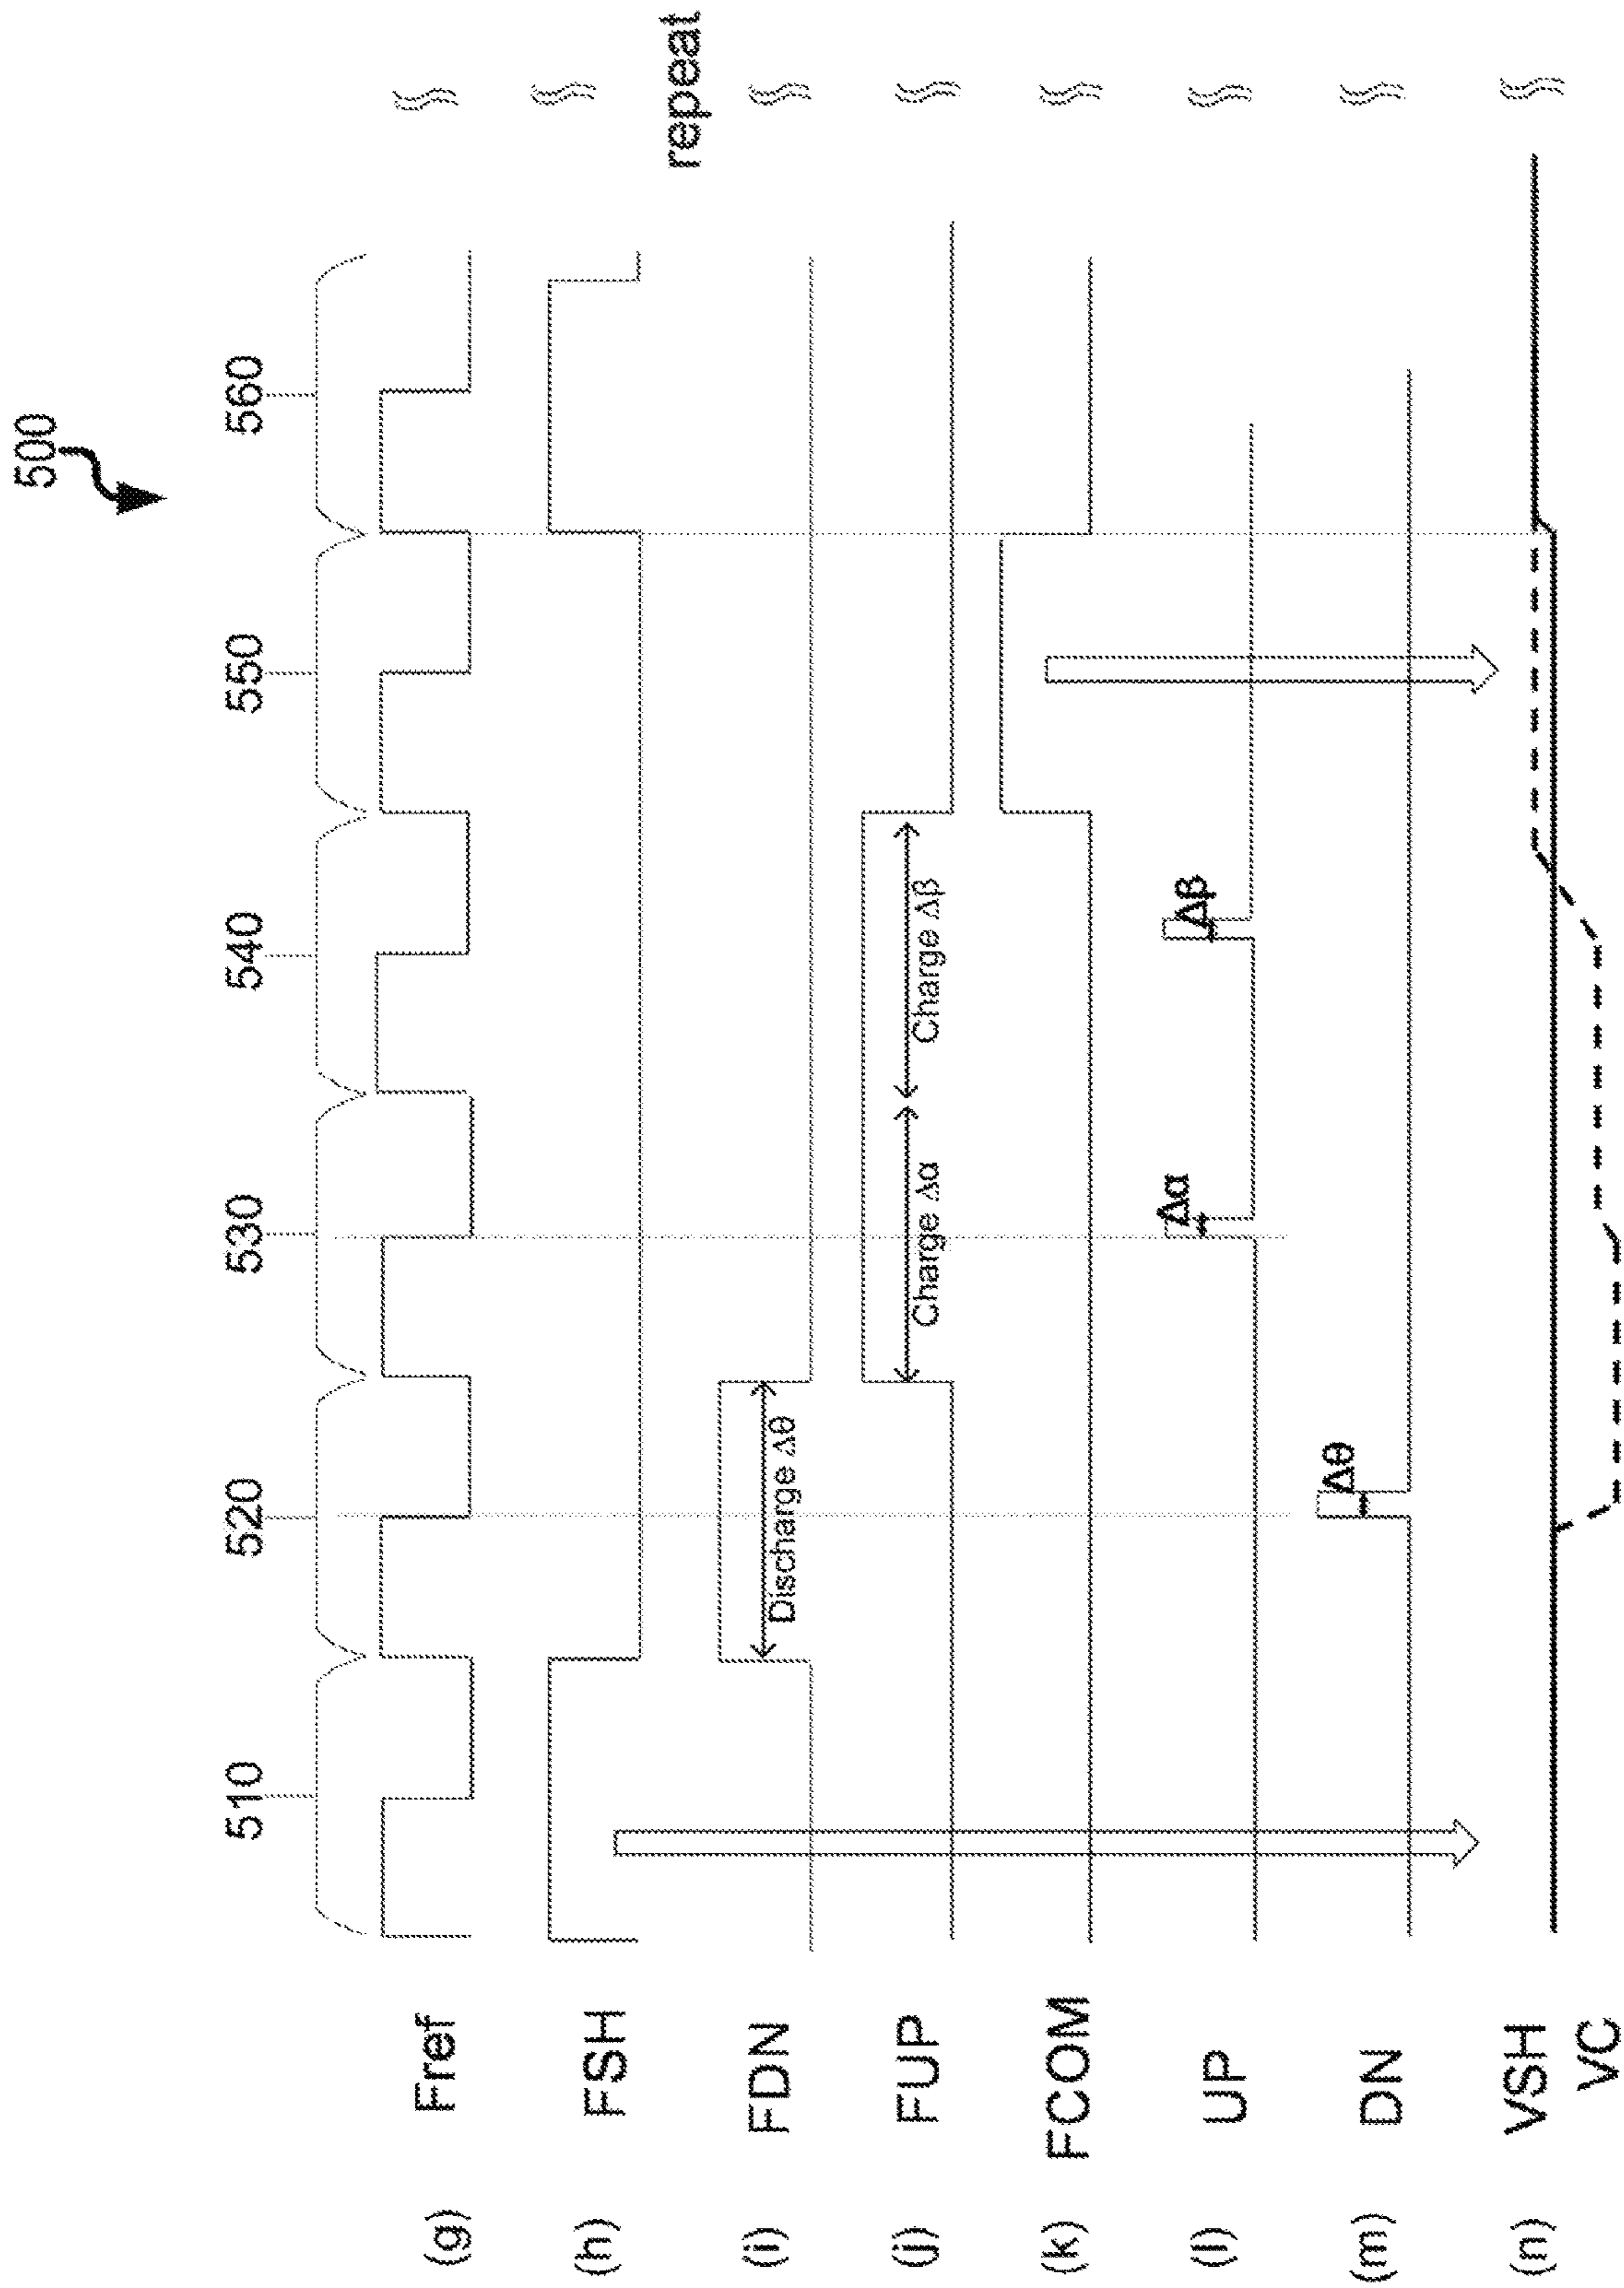 500
510 520 530 540 550 560
(g) Fref
(h) FSH
repeat
(i) FDN
Discharge Δθ
(j) FUP
Charge Δα Charge Δβ
(k) FCOM
(l) UP
Δα Δβ
(m) DN
Δθ
(n) VSH
VC